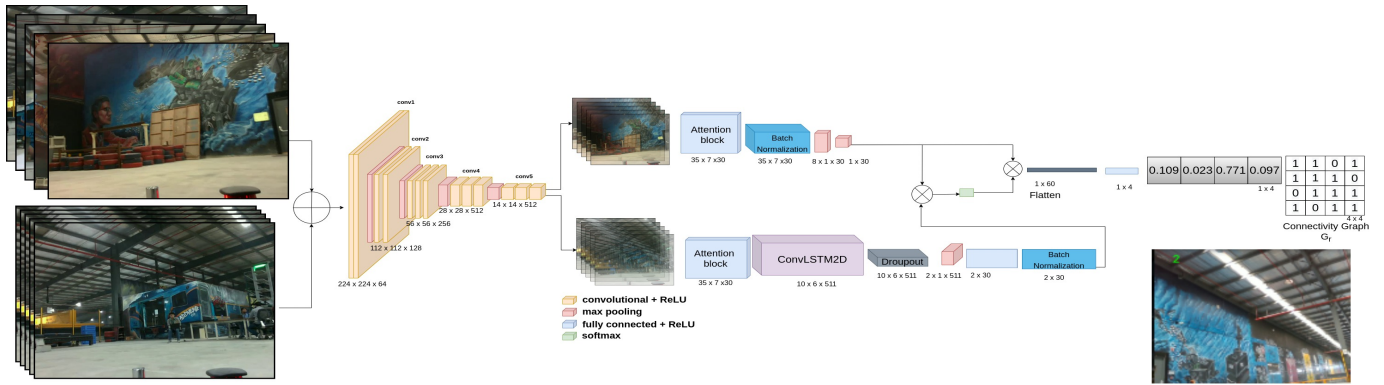 conv1
conv2
conv3
conv4
conv5
224 x 224 x 64
112 x 112 x 128
56 x 56 x 256
28 x 28 x 512
14 x 14 x 512
Attention
block
35 x 7 x30
Batch
Normalization
35 x 7 x30
8 x 1 x 30
1 x 30
Attention
block
35 x 7 x30
ConvLSTM2D
10 x 6 x 511
Droupout
10 x 6 x 511
2 x 1 x 511
2 x 30
Batch
Normalization
2 x 30
convolutional + ReLU
max pooling
fully connected + ReLU
softmax
1 x 60
Flatten
1 x 4
0.109 0.023 0.771 0.097
1 x 4
1 1 0 1
1 1 1 0
0 1 1 1
1 0 1 1
4 x 4
Connectivity Graph
Gr
2